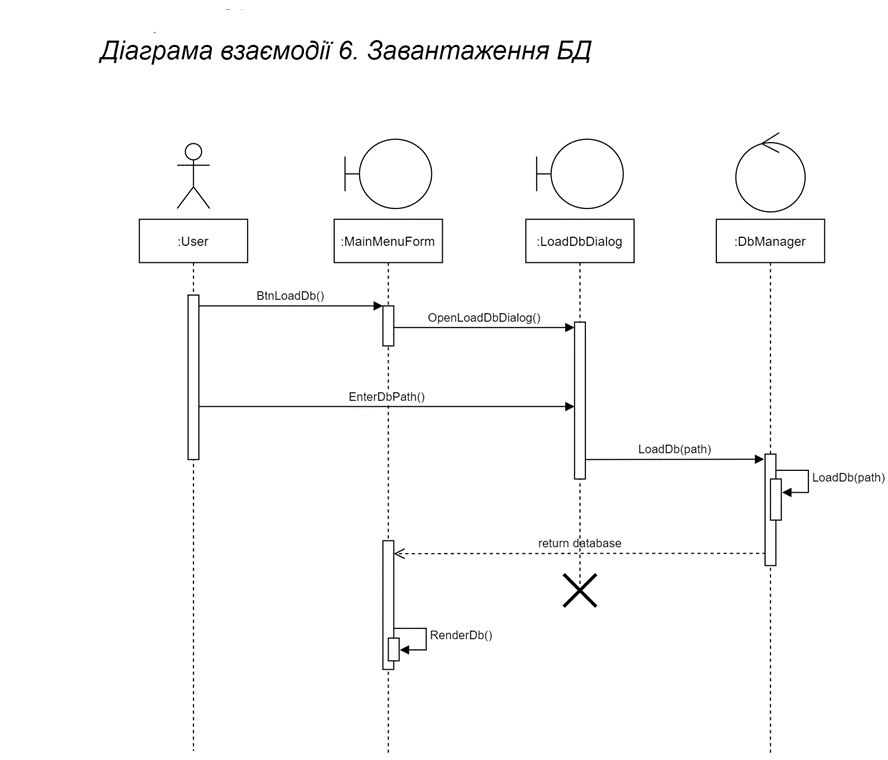 Діаграма взаємодії 6. Завантаження БД
:User
:MainMenuForm
:LoadDbDialog
:DbManager
BtnLoadDb()
OpenLoadDbDialog()
EnterDbPath()
LoadDb(path)
LoadDb(path)
return database
RenderDb()